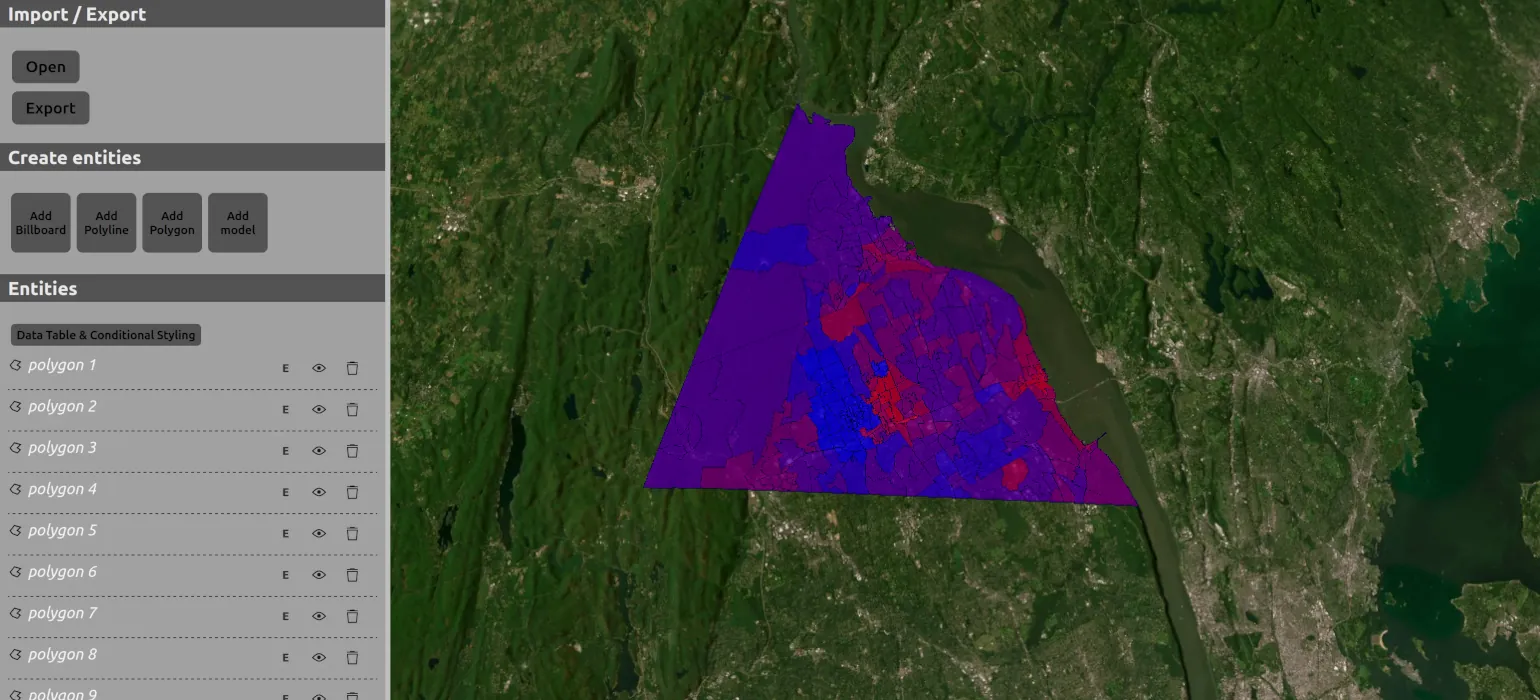 Import / Export
Open
Export
Create entities
Add
Billboard
Add
Polyline
Add
Polygon
Add
model
Entities
Data Table & Conditional Styling
polygon 1
E
polygon 2
E
polygon 3
E
polygon 4
E
polygon 5
E
polygon 6
E
polygon 7
E
polygon 8
E
polygon 9
E